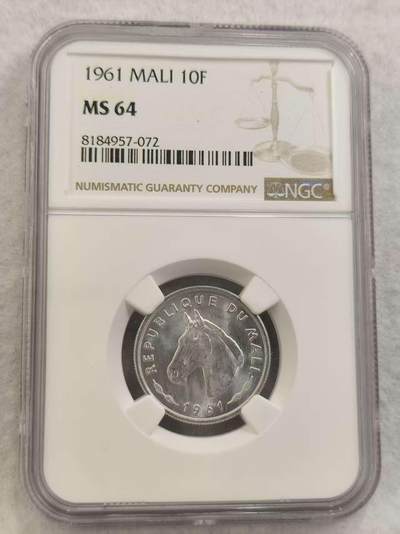 1961 MALI 10F
MS 64
8184957-072
NUMISMATIC GUARANTY COMPANY
NGC®
REPUBLIQUE DU MALI
1961